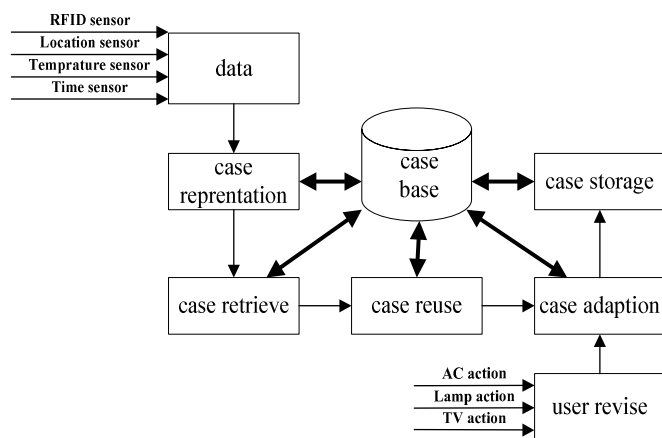 RFID sensor
Location sensor
Temprature sensor
Time sensor
data
case
reprentation
case
base
case storage
case retrieve
case reuse
case adaption
AC action
Lamp action
TV action
user revise